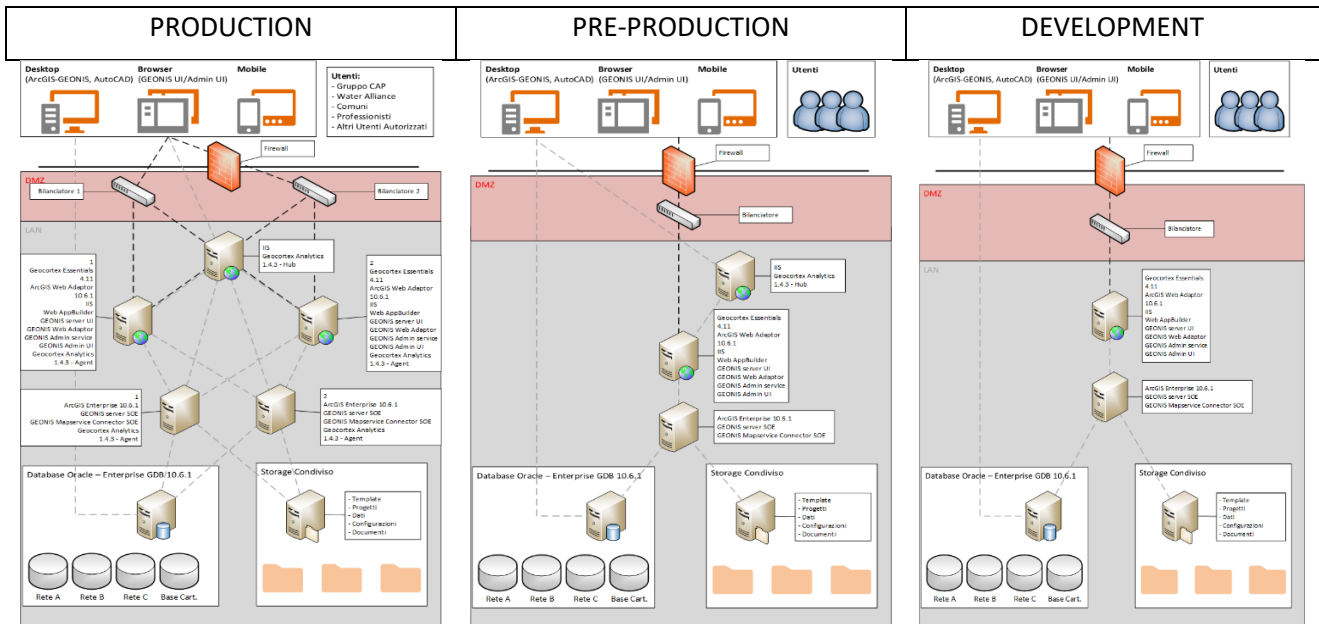 PRODUCTION
Desktop
(ArcGIS-GEONIS, AutoCAD)
Browser
(GEONIS UI/Admin UI)
Mobile
Utenti:
- Gruppo CAP
- Water Alliance
- Comuni
- Professionisti
- Altri Utenti Autorizzati
Firewall
DMZ
Bilanciatore 1
Bilanciatore 2
LAN
IIS
Geocortex Analytics
1.4.3 - Hub
1
Geocortex Essentials
4.11
ArcGIS Web Adaptor
10.6.1
IIS
Web AppBuilder
GEONIS server UI
GEONIS Web Adaptor
GEONIS Admin service
GEONIS Admin UI
Geocortex Analytics
1.4.3 - Agent
2
Geocortex Essentials
4.11
ArcGIS Web Adaptor
10.6.1
IIS
Web AppBuilder
GEONIS server UI
GEONIS Web Adaptor
GEONIS Admin service
GEONIS Admin UI
Geocortex Analytics
1.4.3 - Agent
1
ArcGIS Enterprise 10.6.1
GEONIS server SOE
GEONIS Mapservice Connector SOE
Geocortex Analytics
1.4.3 - Agent
2
ArcGIS Enterprise 10.6.1
GEONIS server SOE
GEONIS Mapservice Connector SOE
Geocortex Analytics
1.4.3 - Agent
Database Oracle – Enterprise GDB 10.6.1
Rete A
Rete B
Rete C
Base Cart.
Storage Condiviso
- Template
- Progetti
- Dati
- Configurazioni
- Documenti
PRE-PRODUCTION
Desktop
(ArcGIS-GEONIS, AutoCAD)
Browser
(GEONIS UI/Admin UI)
Mobile
Utenti
Firewall
DMZ
Bilanciatore
IIS
Geocortex Analytics
1.4.3 - Hub
Geocortex Essentials
4.11
ArcGIS Web Adaptor
10.6.1
IIS
Web AppBuilder
GEONIS server UI
GEONIS Web Adaptor
GEONIS Admin service
GEONIS Admin UI
ArcGIS Enterprise 10.6.1
GEONIS server SOE
GEONIS Mapservice Connector SOE
Database Oracle – Enterprise GDB 10.6.1
Rete A
Rete B
Rete C
Base Cart.
Storage Condiviso
- Template
- Progetti
- Dati
- Configurazioni
- Documenti
DEVELOPMENT
Desktop
(ArcGIS-GEONIS, AutoCAD)
Browser
(GEONIS UI/Admin UI)
Mobile
Utenti
Firewall
DMZ
Bilanciatore
LAN
Geocortex Essentials
4.11
ArcGIS Web Adaptor
10.6.1
IIS
Web AppBuilder
GEONIS server UI
GEONIS Web Adaptor
GEONIS Admin service
GEONIS Admin UI
ArcGIS Enterprise 10.6.1
GEONIS server SOE
GEONIS Mapservice Connector SOE
Database Oracle – Enterprise GDB 10.6.1
Rete A
Rete B
Rete C
Base Cart.
Storage Condiviso
- Template
- Progetti
- Dati
- Configurazioni
- Documenti